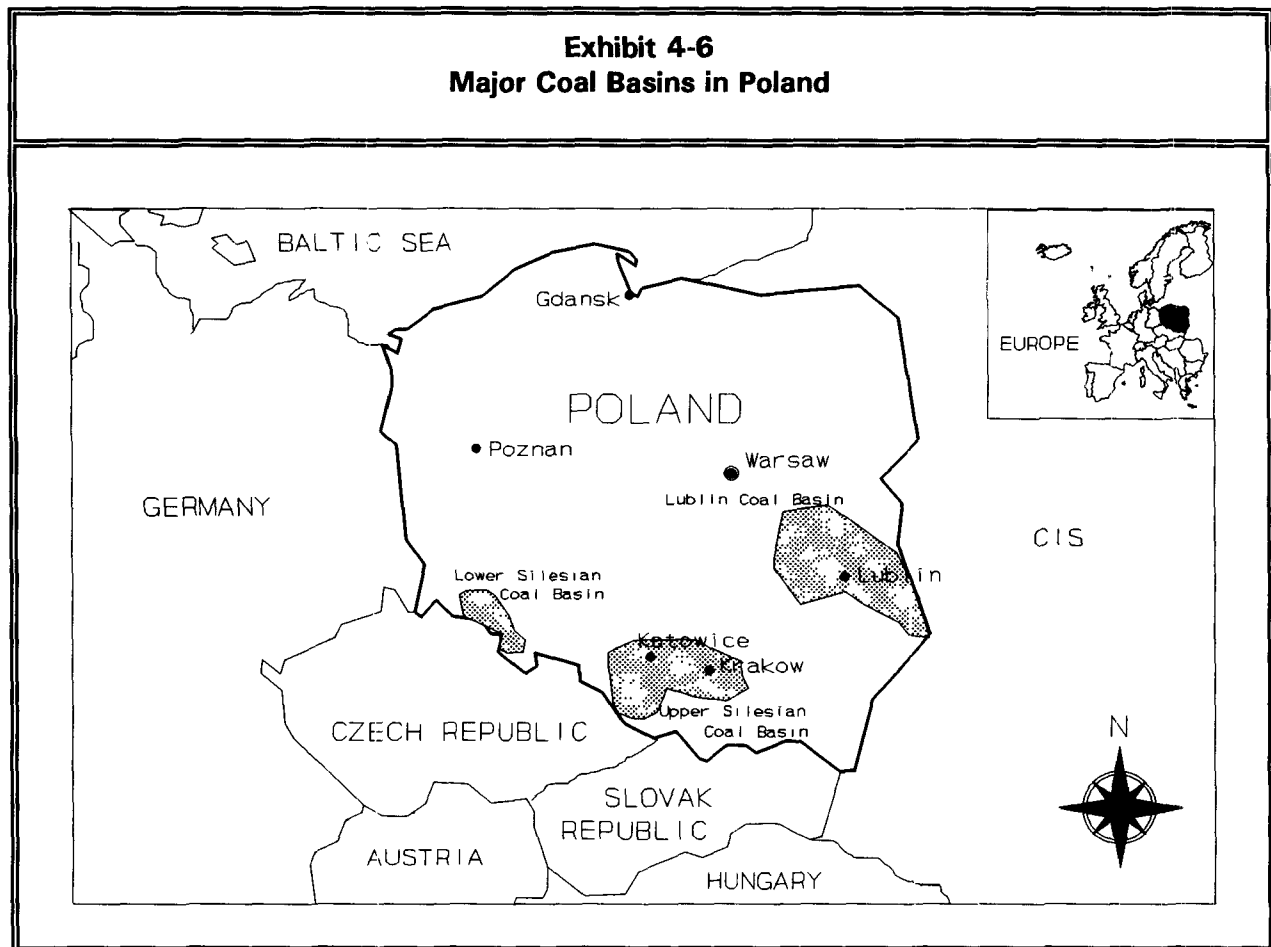 Exhibit 4-6
Major Coal Basins in Poland
BALTIC SEA
Gdansk
EUROPE
POLAND
Poznan
Warsaw
Lublin Coal Basin
GERMANY
CIS
Lublin
Lower Silesian
Coal Basin
Katowice
Krakow
Upper Silesian
Coal Basin
CZECH REPUBLIC
N
SLOVAK
REPUBLIC
AUSTRIA
HUNGARY